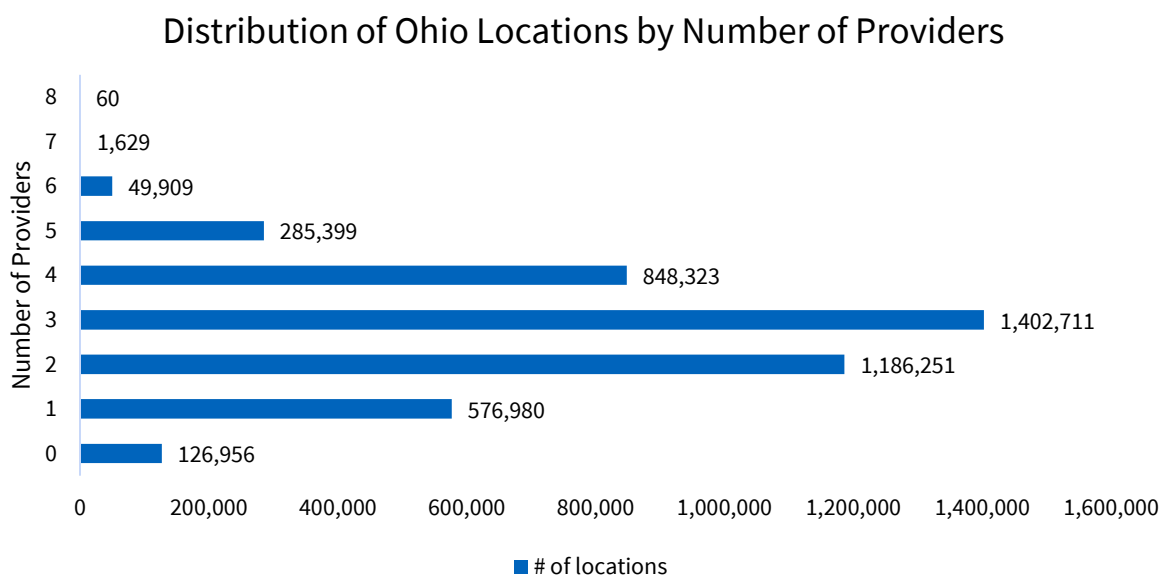 Distribution of Ohio Locations by Number of Providers
Number of Providers
8 60
7 1,629
6 49,909
5 285,399
4 848,323
3 1,402,711
2 1,186,251
1 576,980
0 126,956
0 200,000 400,000 600,000 800,000 1,000,000 1,200,000 1,400,000 1,600,000
# of locations